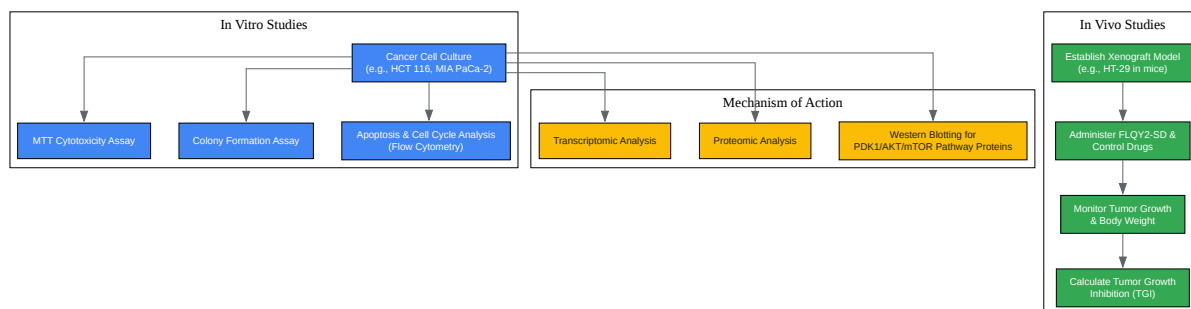 In Vitro Studies
Cancer Cell Culture
(e.g., HCT 116, MIA PaCa-2)
MTT Cytotoxicity Assay
Colony Formation Assay
Apoptosis & Cell Cycle Analysis
(Flow Cytometry)
Mechanism of Action
Transcriptomic Analysis
Proteomic Analysis
Western Blotting for
PDK1/AKT/mTOR Pathway Proteins
In Vivo Studies
Establish Xenograft Model
(e.g., HT-29 in mice)
Administer FLQY2-SD &
Control Drugs
Monitor Tumor Growth
& Body Weight
Calculate Tumor Growth
Inhibition (TGI)